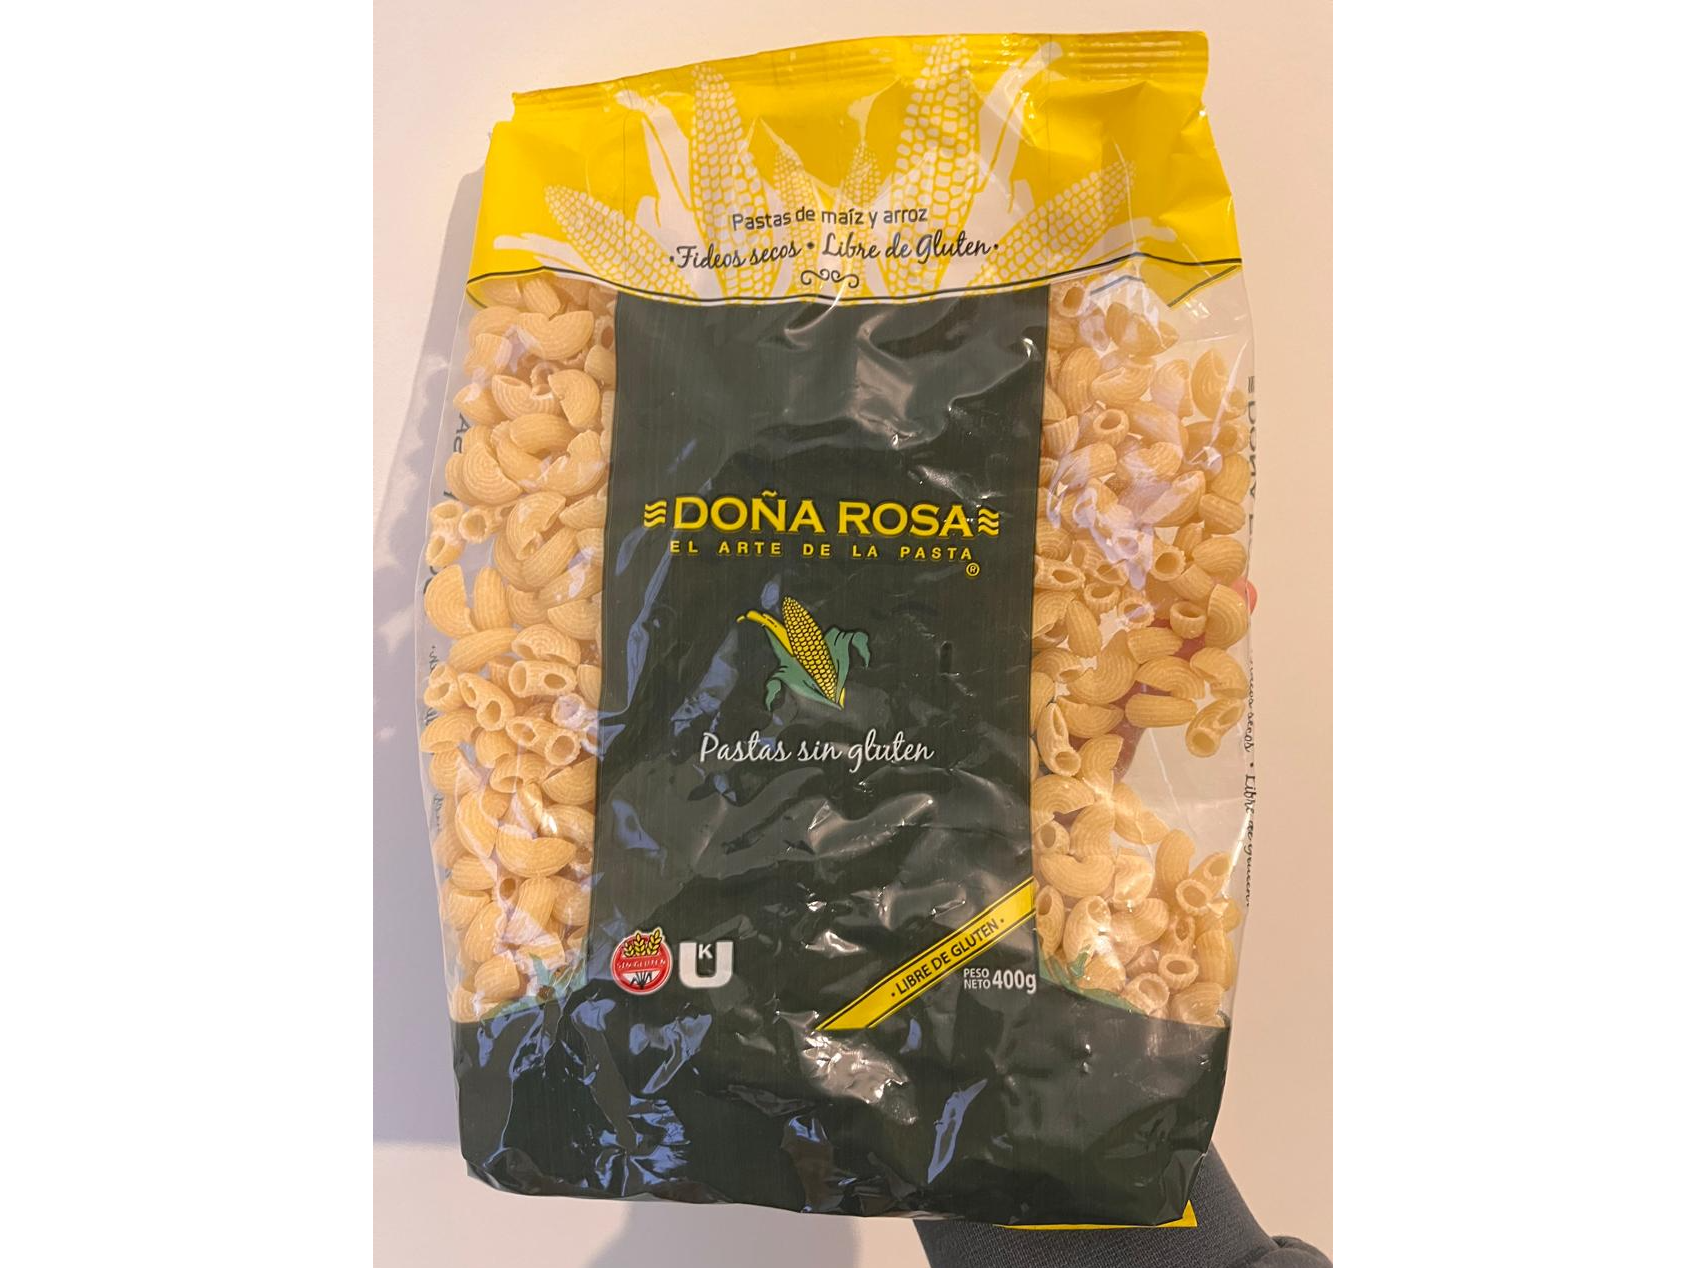 Pastas de maíz y arroz
•Fideos secos • Libre de Gluten•
DOÑA ROSA
EL ARTE DE LA PASTA
®
Pastas sin gluten
SIN GLUTEN
K
U
• LIBRE DE GLUTEN •
PESO
NETO 400g